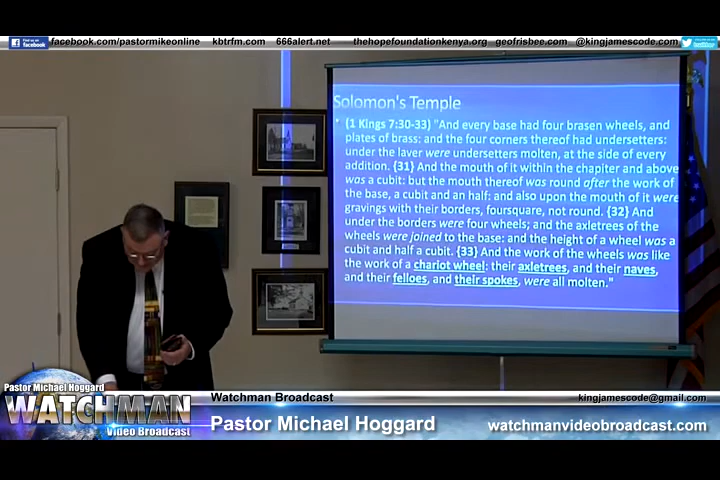 Find us on facebook
facebook.com/pastormikeonline kbtrfm.com 666alert.net thehopefoundationkenya.org geofrisbee.com @kingjamescode
Solomon's Temple
• (1 Kings 7:30-33) "And every base had four brasen wheels, and
plates of brass: and the four corners thereof had undersetters:
under the laver were undersetters molten, at the side of every
addition. {31} And the mouth of it within the chapiter and above
was a cubit: but the mouth thereof was round after the work of
the base, a cubit and an half: and also upon the mouth of it were
gravings with their borders, foursquare, not round. {32} And
under the borders were four wheels; and the axletrees of the
wheels were joined to the base: and the height of a wheel was a
cubit and half a cubit. {33} And the work of the wheels was like
the work of a chariot wheel: their axletrees, and their naves,
and their felloes, and their spokes, were all molten."
Pastor Michael Hoggard
WATCHMAN
Video Broadcast
Watchman Broadcast kingjamescode@gmail.com
Pastor Michael Hoggard watchmanvideobroadcast.com